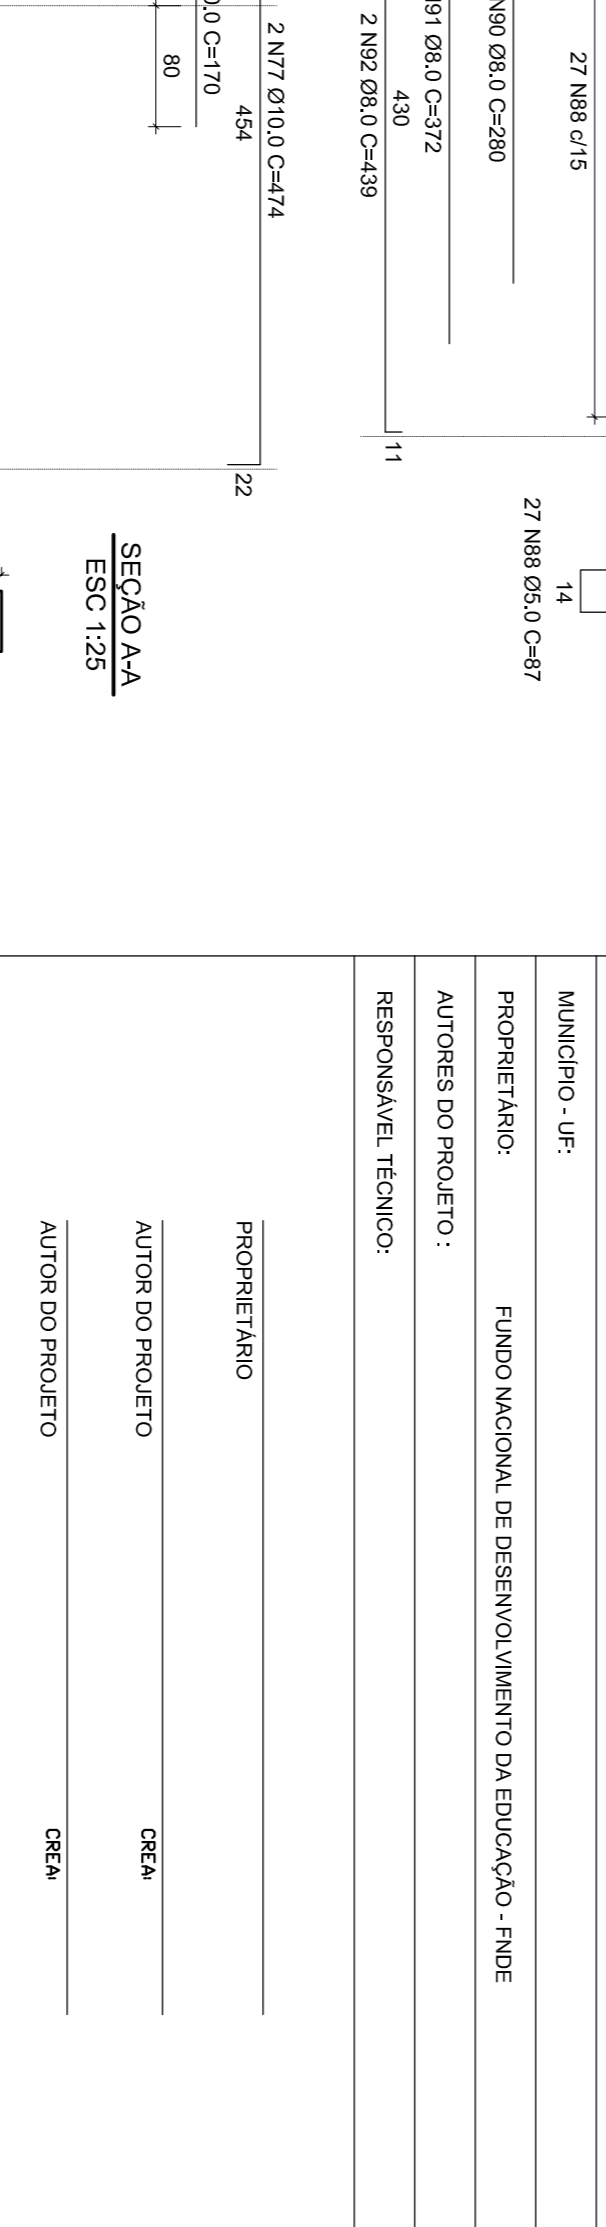 27 N88 c/15
N90 Ø8.0 C=280
N91 Ø8.0 C=372
430
2 N92 Ø8.0 C=439
11
14
27 N88 Ø5.0 C=87
2 N77 Ø10.0 C=474
454
22
.0 C=170
80
SEÇÃO A-A
ESC 1:25
MUNICÍPIO - UF:
PROPRIETÁRIO: FUNDO NACIONAL DE DESENVOLVIMENTO DA EDUCAÇÃO - FNDE
AUTORES DO PROJETO :
RESPONSÁVEL TÉCNICO:
PROPRIETÁRIO
AUTOR DO PROJETO CREA:
AUTOR DO PROJETO CREA: